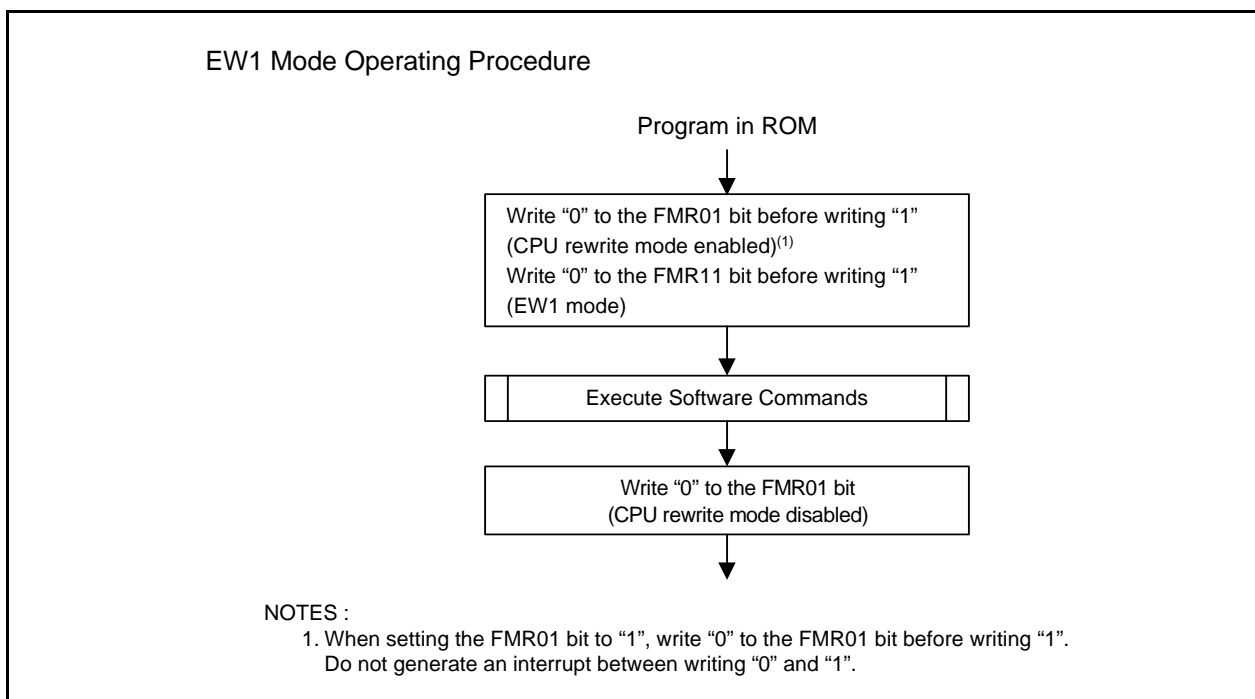 EW1 Mode Operating Procedure
Program in ROM
Write “0” to the FMR01 bit before writing “1”
(CPU rewrite mode enabled)(1)
Write “0” to the FMR11 bit before writing “1”
(EW1 mode)
Execute Software Commands
Write “0” to the FMR01 bit
(CPU rewrite mode disabled)
NOTES :
1. When setting the FMR01 bit to “1”, write “0” to the FMR01 bit before writing “1”.
Do not generate an interrupt between writing “0” and “1”.